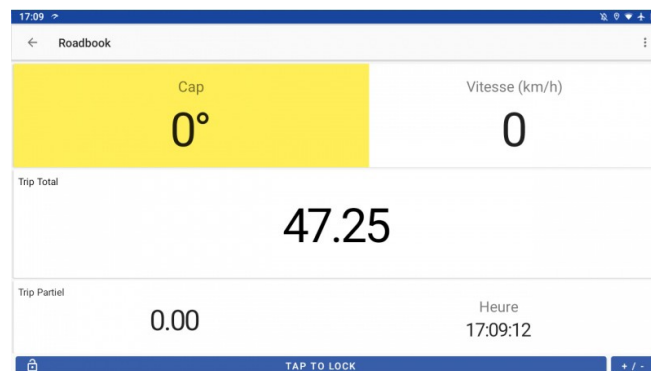 17:09
Roadbook
Cap
0°
Vitesse (km/h)
0
Trip Total
47.25
Trip Partiel
0.00
Heure
17:09:12
TAP TO LOCK
+ / -